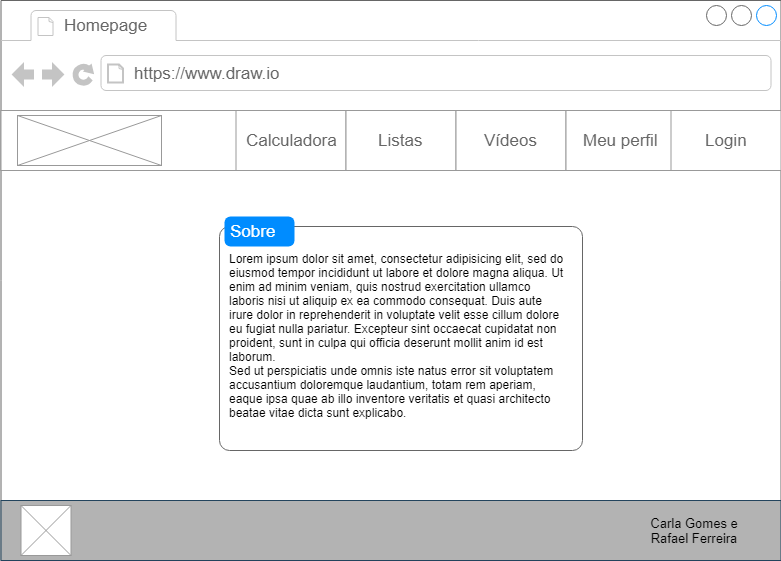 Homepage
https://www.draw.io
Calculadora
Listas
Vídeos
Meu perfil
Login
Sobre
Lorem ipsum dolor sit amet, consectetur adipisicing elit, sed do
eiusmod tempor incididunt ut labore et dolore magna aliqua. Ut
enim ad minim veniam, quis nostrud exercitation ullamco
laboris nisi ut aliquip ex ea commodo consequat. Duis aute
irure dolor in reprehenderit in voluptate velit esse cillum dolore
eu fugiat nulla pariatur. Excepteur sint occaecat cupidatat non
proident, sunt in culpa qui officia deserunt mollit anim id est
laborum.
Sed ut perspiciatis unde omnis iste natus error sit voluptatem
accusantium doloremque laudantium, totam rem aperiam,
eaque ipsa quae ab illo inventore veritatis et quasi architecto
beatae vitae dicta sunt explicabo.
Carla Gomes e
Rafael Ferreira